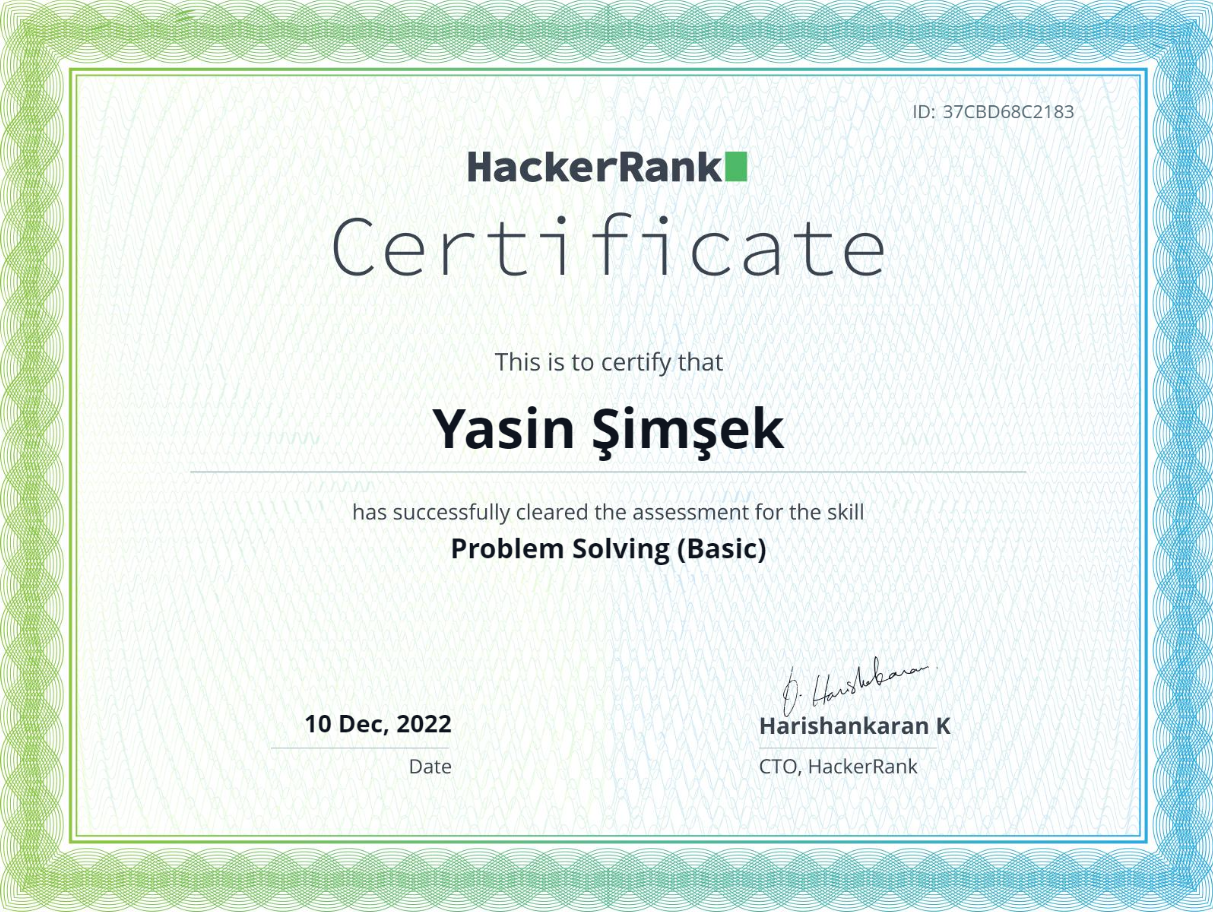 ID: 37CBD68C2183
HackerRank
Certificate
This is to certify that
Yasin Şimşek
has successfully cleared the assessment for the skill
Problem Solving (Basic)
10 Dec, 2022
Date
Harishankaran K
CTO, HackerRank